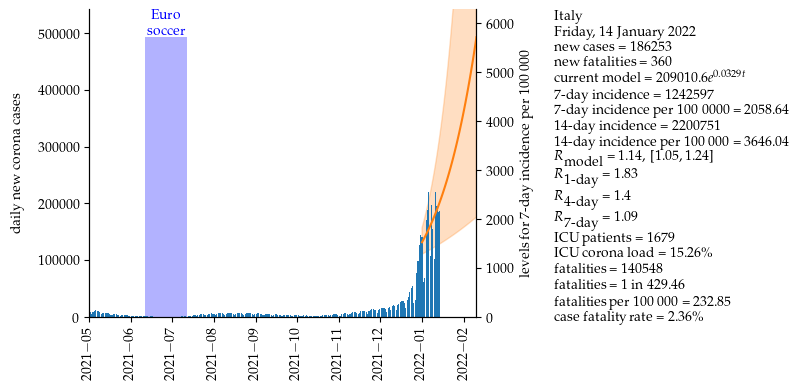 Euro
soccer
daily new corona cases
500000
400000
300000
200000
100000
0
2021−05
2021−06
2021−07
2021−08
2021−09
2021−10
2021−11
2021−12
2022−01
2022−02
6000
5000
4000
3000
2000
1000
0
levels for 7-day incidence per 100 000
Italy
Friday, 14 January 2022
new cases = 186253
new fatalities = 360
current model = 209010.6e^0.0329t
7-day incidence = 1242597
7-day incidence per 100 0000 = 2058.64
14-day incidence = 2200751
14-day incidence per 100 000 = 3646.04
R model = 1.14, [1.05, 1.24]
R 1-day = 1.83
R 4-day = 1.4
R 7-day = 1.09
ICU patients = 1679
ICU corona load = 15.26%
fatalities = 140548
fatalities = 1 in 429.46
fatalities per 100 000 = 232.85
case fatality rate = 2.36%